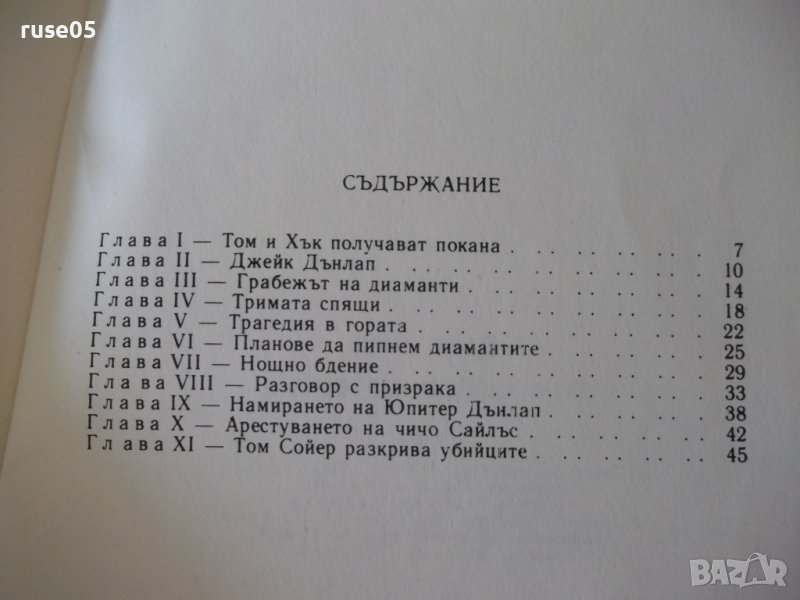 ruse05
СЪДЪРЖАНИЕ
Глава I — Том и Хък получават покана . . . . . . . . 7
Глава II — Джейк Дънлап . . . . . . . . . . . . . 10
Глава III — Грабежът на диаманти . . . . . . . . . . 14
Глава IV — Тримата спящи . . . . . . . . . . . . . 18
Глава V — Трагедия в гората . . . . . . . . . . . . 22
Глава VI — Планове да пипнем диамантите . . . . . . . 25
Глава VII — Нощно бдение . . . . . . . . . . . . . 29
Глава VIII — Разговор с призрака . . . . . . . . . . 33
Глава IX — Намирането на Юпитер Дънлап . . . . . . . 38
Глава X — Арестуването на чичо Сайлъс . . . . . . . . 42
Глава XI — Том Сойер разкрива убийците . . . . . . . 45
BAZAR